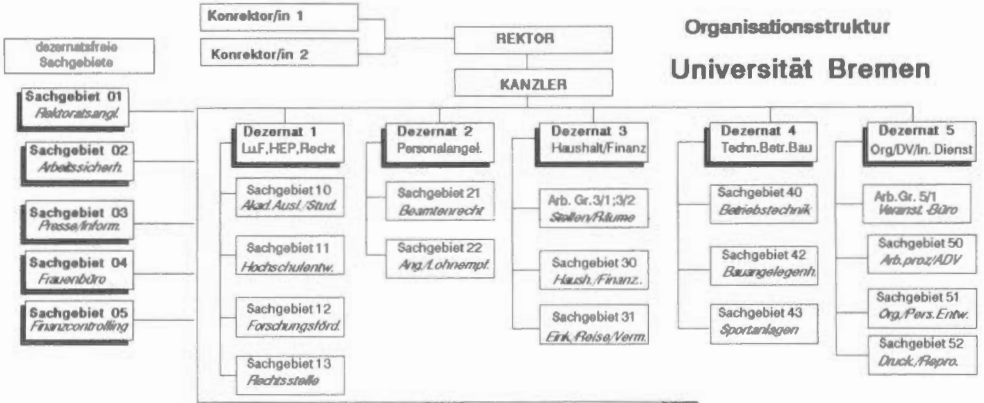 Konrektor/in 1
Konrektor/in 2
REKTOR
KANZLER
Organisationsstruktur
Universität Bremen
dezernatsfreie
Sachgebiete
Sachgebiet 01
Rektoratsangl.
Sachgebiet 02
Arbeitssicherh.
Sachgebiet 03
Presse/Inform.
Sachgebiet 04
Frauenbüro
Sachgebiet 05
Finanzcontrolling
Dezernat 1
LuF,HEP,Recht
Sachgebiet 10
Akad.Ausl./Stud.
Sachgebiet 11
Hochschulentw.
Sachgebiet 12
Forschungsförd.
Sachgebiet 13
Rechtsstelle
Dezernat 2
Personalangel.
Sachgebiet 21
Beamtenrecht
Sachgebiet 22
Ang./Lohnempf.
Dezernat 3
Haushalt/Finanz
Arb. Gr.3/1;3/2
Stellen/Räume
Sachgebiet 30
Haush./Finanz..
Sachgebiet 31
Eink./Reise/Verm.
Dezernat 4
Techn.Betr.Bau
Sachgebiet 40
Betriebstechnik
Sachgebiet 42
Bauangelegenh.
Sachgebiet 43
Sportanlagen
Dezernat 5
Org/DV/In. Dienst
Arb.Gr. 5/1
Veranst.-Büro
Sachgebiet 50
Arb.proz/ADV
Sachgebiet 51
Org./Pers.Entw.
Sachgebiet 52
Druck./Repro.